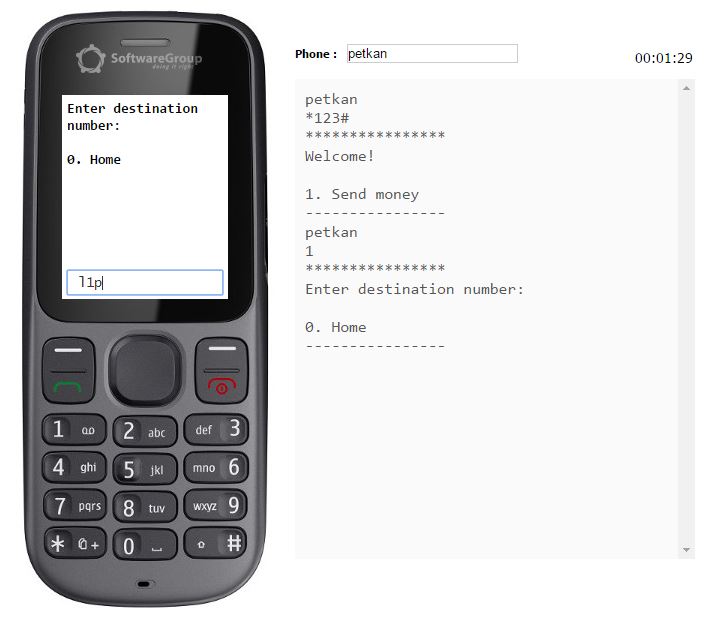 SoftwareGroup
doing it right
Enter destination
number:
0. Home
l1p
1
2 abc
def 3
4 ghi
5 jkl
mno 6
7 pqrs
8 tuv
wxyz 9
* +
0
#
Phone :
petkan
00:01:29
petkan
*123#
****************
Welcome!
1. Send money
----------------
petkan
1
****************
Enter destination number:
0. Home
----------------